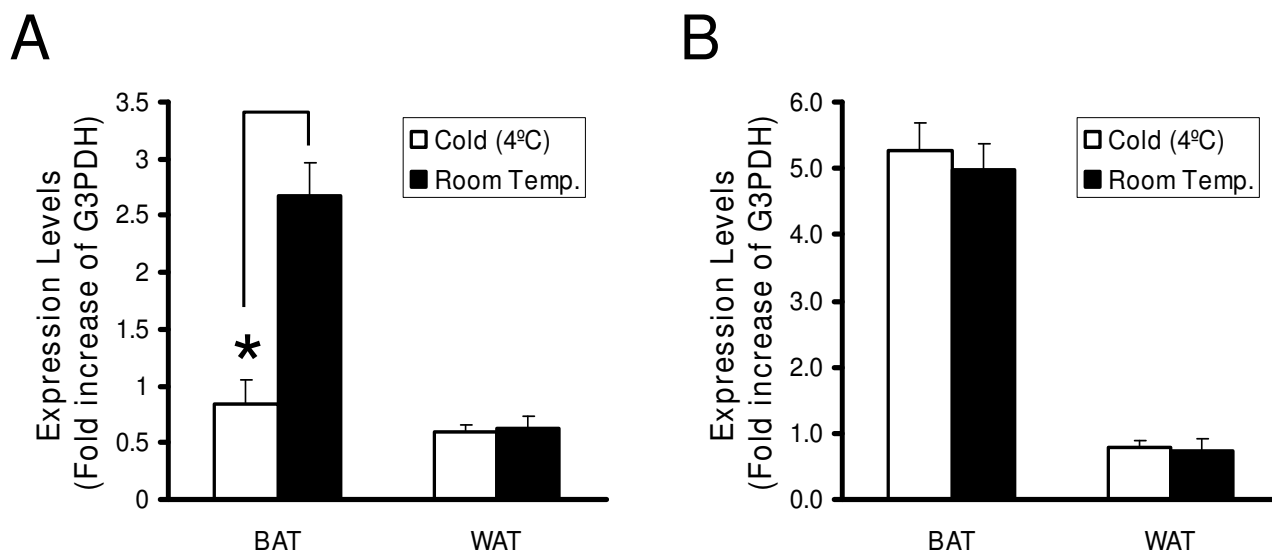 A
Expression Levels
(Fold increase of G3PDH)
3.5
3
2.5
2
1.5
1
0.5
0
Cold (4ºC)
Room Temp.
*
BAT
WAT
B
Expression Levels
(Fold increase of G3PDH)
6.0
5.0
4.0
3.0
2.0
1.0
0.0
Cold (4ºC)
Room Temp.
BAT
WAT